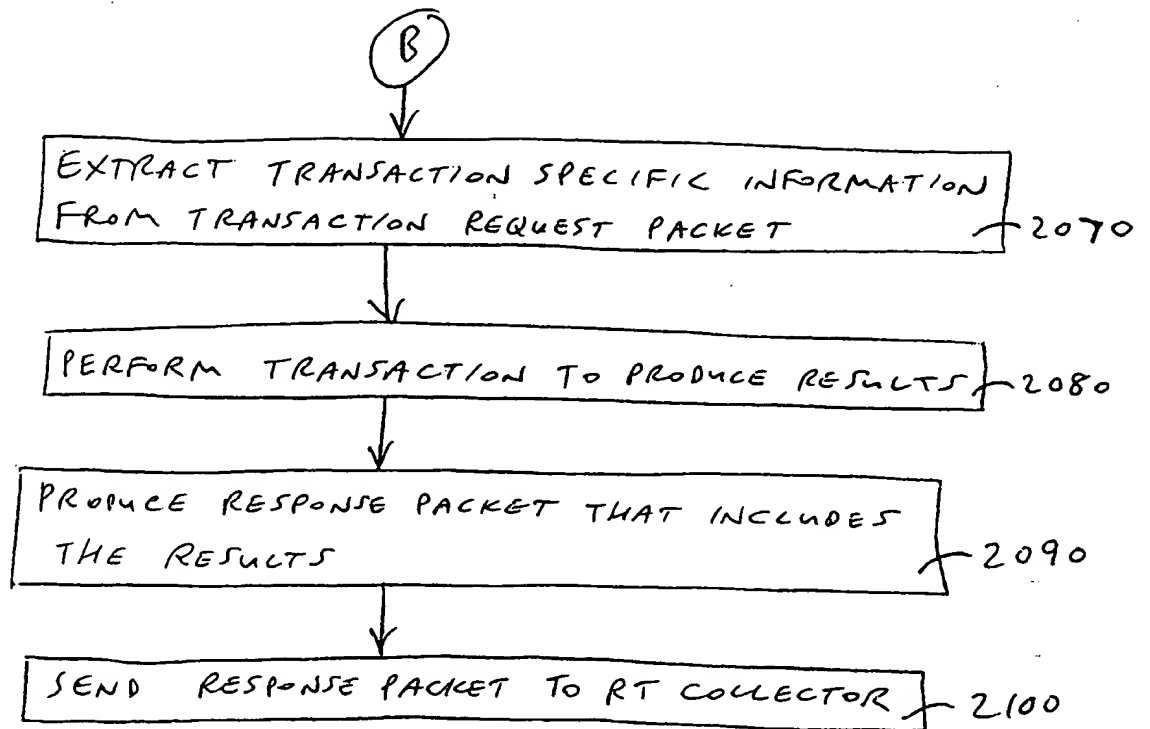 B
EXTRACT TRANSACTION SPECIFIC INFORMATION
FROM TRANSACTION REQUEST PACKET
2070
PERFORM TRANSACTION TO PRODUCE RESULTS
2080
PRODUCE RESPONSE PACKET THAT INCLUDES
THE RESULTS
2090
SEND RESPONSE PACKET TO RT COLLECTOR
2100